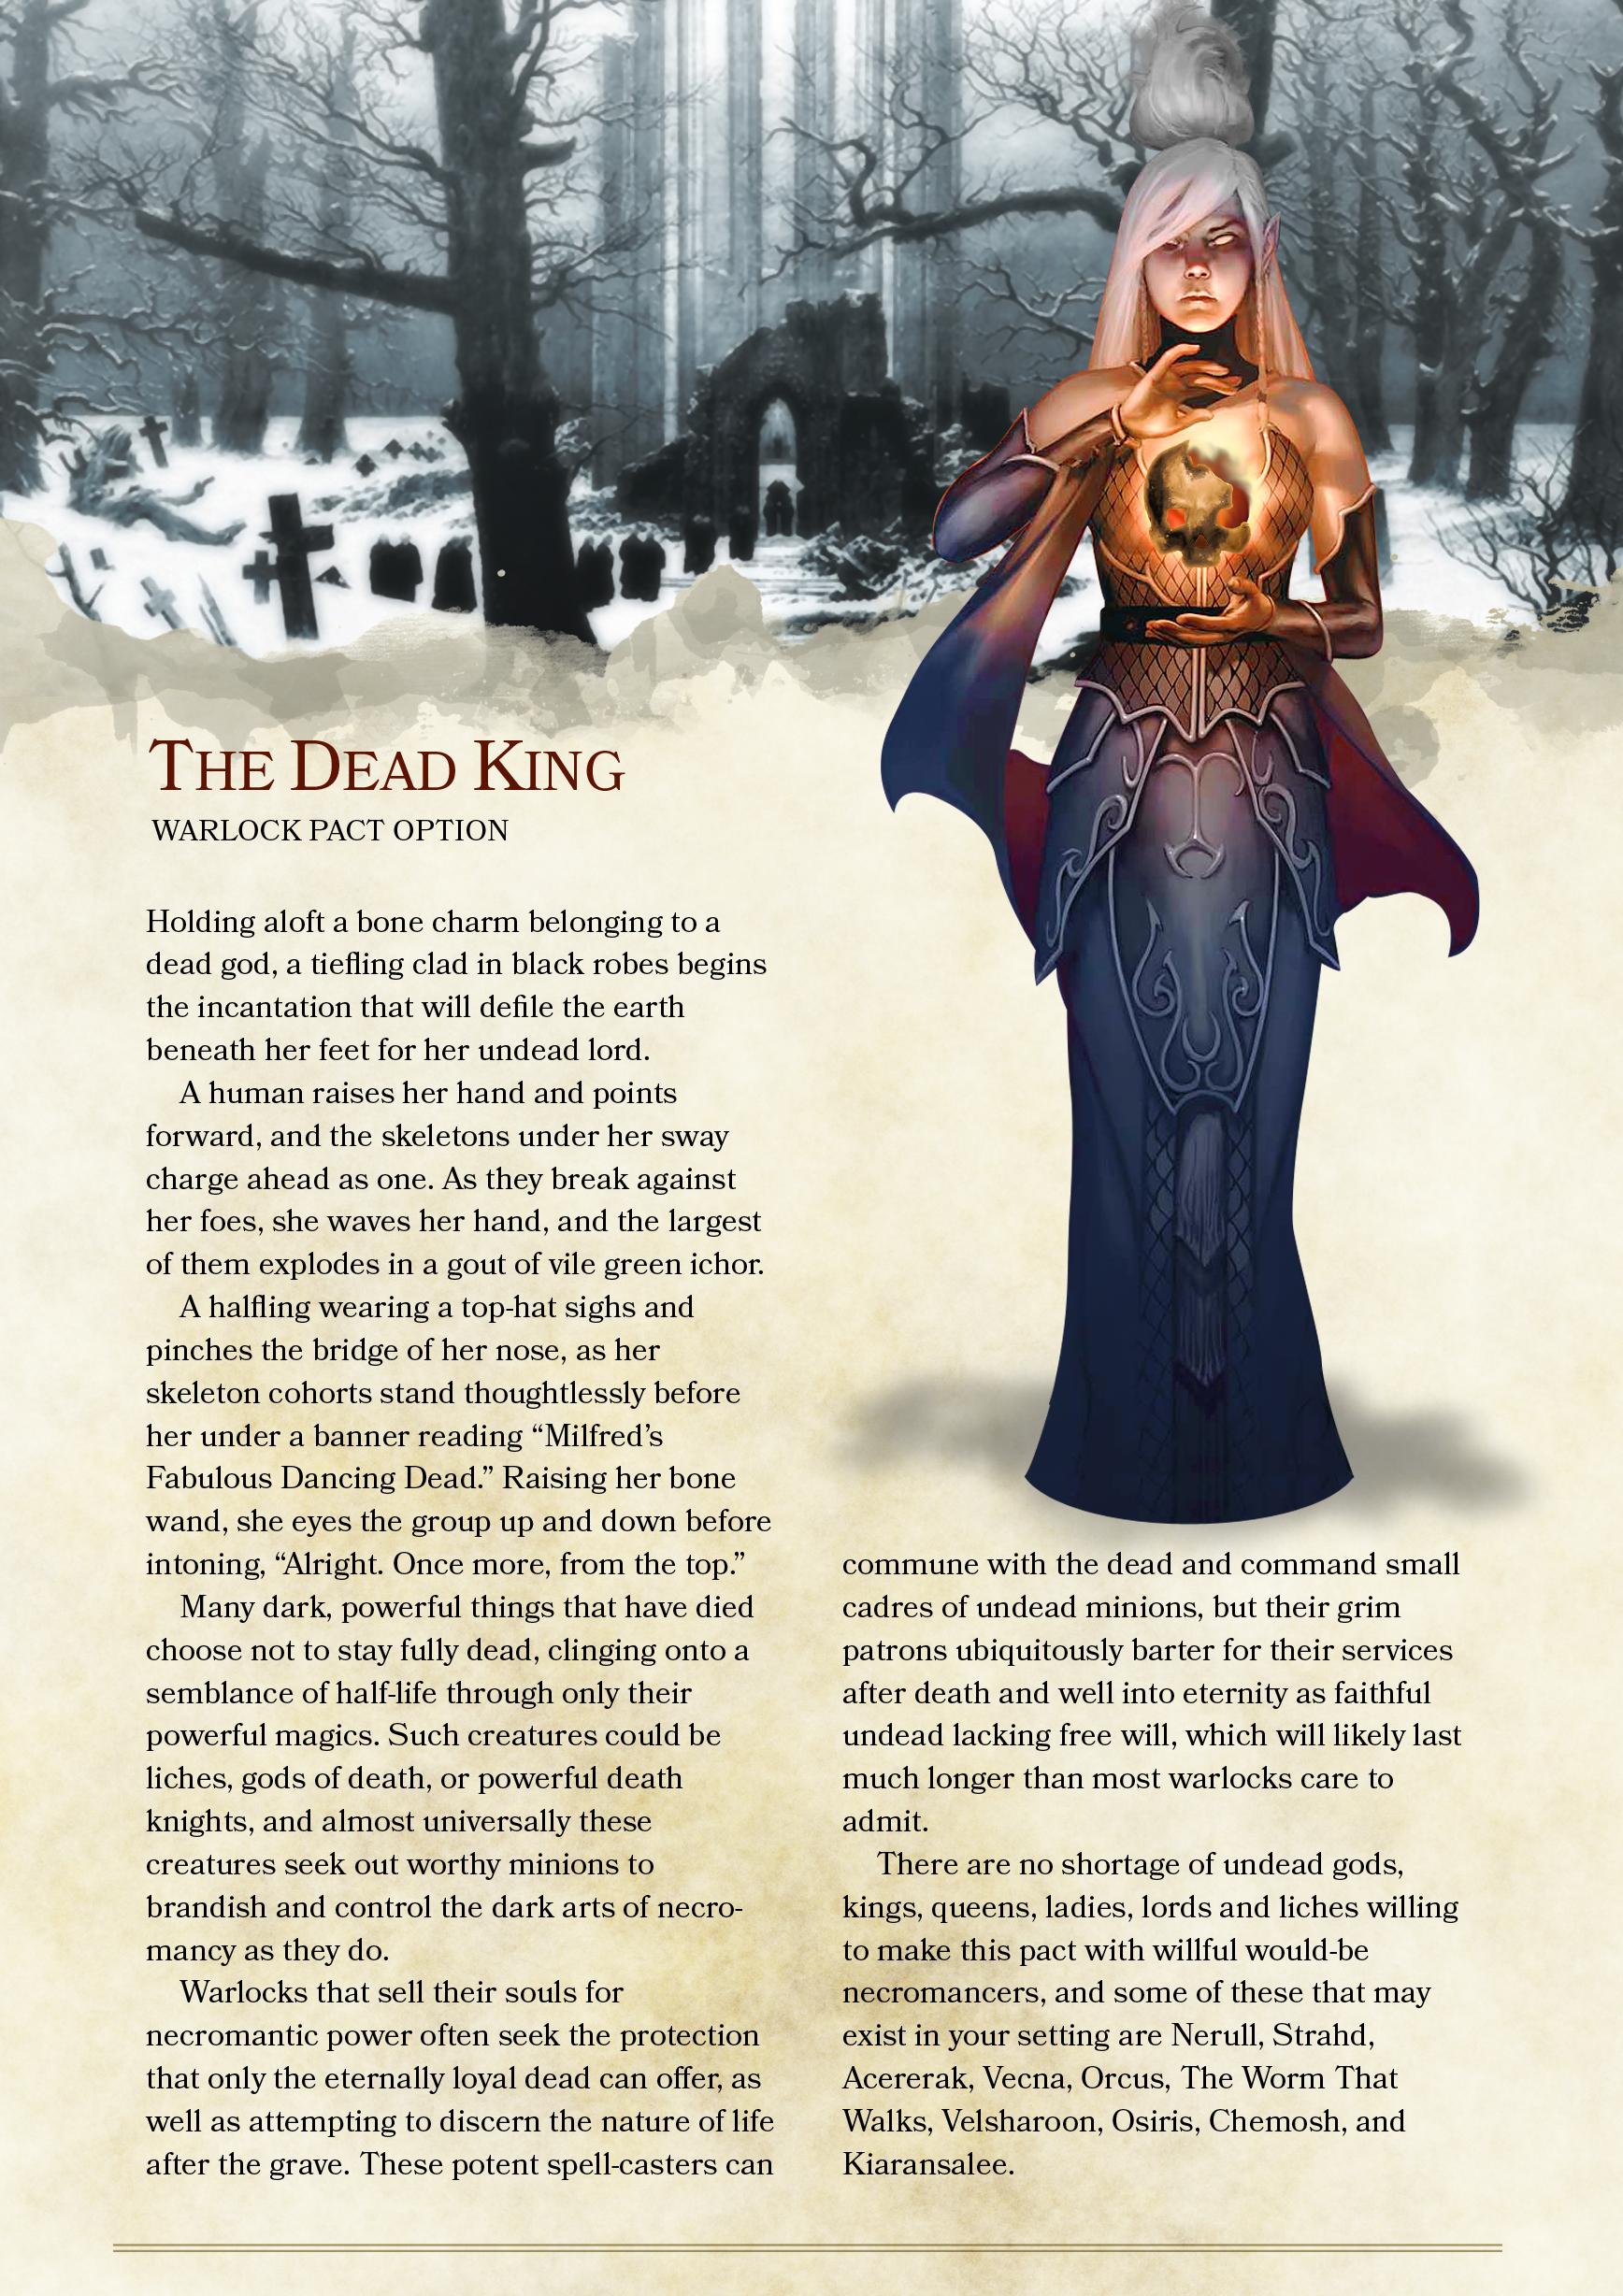 The Dead King
WARLOCK PACT OPTION
Holding aloft a bone charm belonging to a
dead god, a tiefling clad in black robes begins
the incantation that will defile the earth
beneath her feet for her undead lord.
A human raises her hand and points
forward, and the skeletons under her sway
charge ahead as one. As they break against
her foes, she waves her hand, and the largest
of them explodes in a gout of vile green ichor.
A halfling wearing a top-hat sighs and
pinches the bridge of her nose, as her
skeleton cohorts stand thoughtlessly before
her under a banner reading “Milfred’s
Fabulous Dancing Dead.” Raising her bone
wand, she eyes the group up and down before
intoning, “Alright. Once more, from the top.”
Many dark, powerful things that have died
choose not to stay fully dead, clinging onto a
semblance of half-life through only their
powerful magics. Such creatures could be
liches, gods of death, or powerful death
knights, and almost universally these
creatures seek out worthy minions to
brandish and control the dark arts of necro-
mancy as they do.
Warlocks that sell their souls for
necromantic power often seek the protection
that only the eternally loyal dead can offer, as
well as attempting to discern the nature of life
after the grave. These potent spell-casters can
commune with the dead and command small
cadres of undead minions, but their grim
patrons ubiquitously barter for their services
after death and well into eternity as faithful
undead lacking free will, which will likely last
much longer than most warlocks care to
admit.
There are no shortage of undead gods,
kings, queens, ladies, lords and liches willing
to make this pact with willful would-be
necromancers, and some of these that may
exist in your setting are Nerull, Strahd,
Acererak, Vecna, Orcus, The Worm That
Walks, Velsharoon, Osiris, Chemosh, and
Kiaransalee.